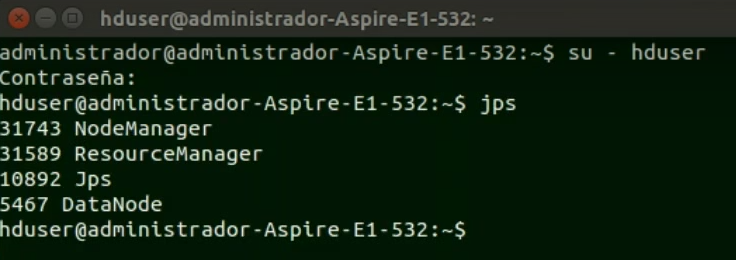 hduser@administrador-Aspire-E1-532: ~
administrador@administrador-Aspire-E1-532:~$ su - hduser
Contraseña:
hduser@administrador-Aspire-E1-532:~$ jps
31743 NodeManager
31589 ResourceManager
10892 Jps
5467 DataNode
hduser@administrador-Aspire-E1-532:~$